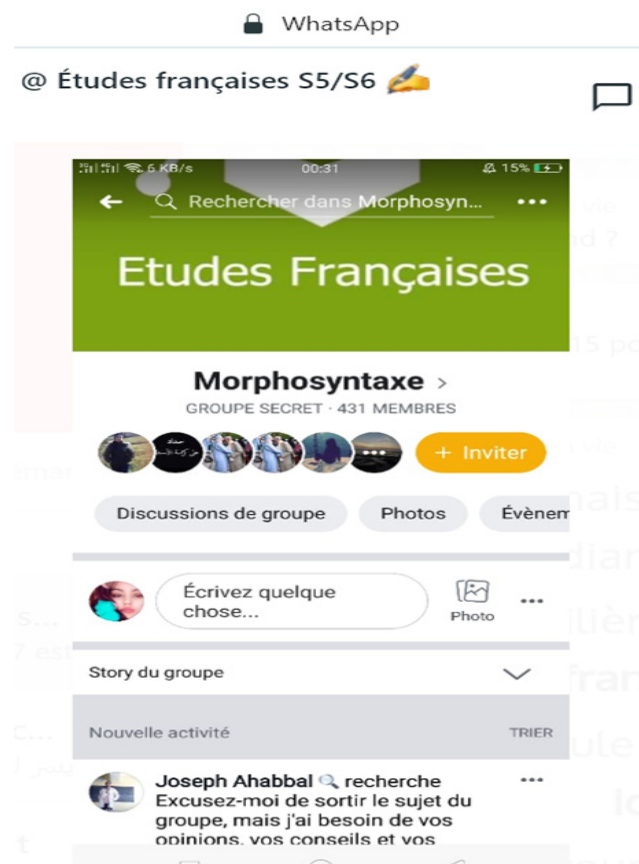 WhatsApp
@ Études françaises S5/S6 ✍️
6 KB/s 00:31 15%
Rechercher dans Morphosyn... •••
Etudes Françaises
Morphosyntaxe >
GROUPE SECRET · 431 MEMBRES
+ Inviter
Discussions de groupe Photos Évènem
Écrivez quelque
chose...
Photo
Story du groupe
Nouvelle activité TRIER
Joseph Ahabbal 🔍 recherche
Excusez-moi de sortir le sujet du
groupe, mais j'ai besoin de vos
opinions, vos conseils et vos